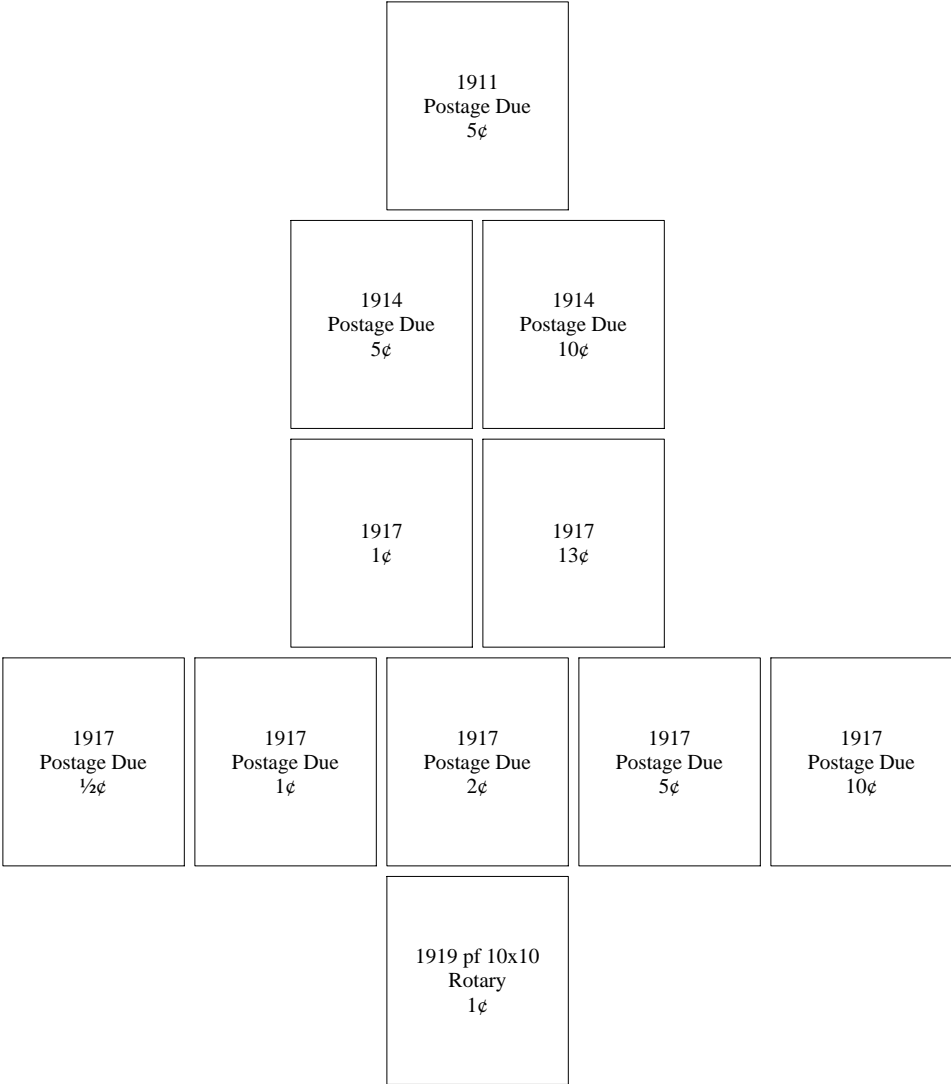 1911
Postage Due
5¢
1914
Postage Due
5¢
1914
Postage Due
10¢
1917
1¢
1917
13¢
1917
Postage Due
½¢
1917
Postage Due
1¢
1917
Postage Due
2¢
1917
Postage Due
5¢
1917
Postage Due
10¢
1919 pf 10x10
Rotary
1¢